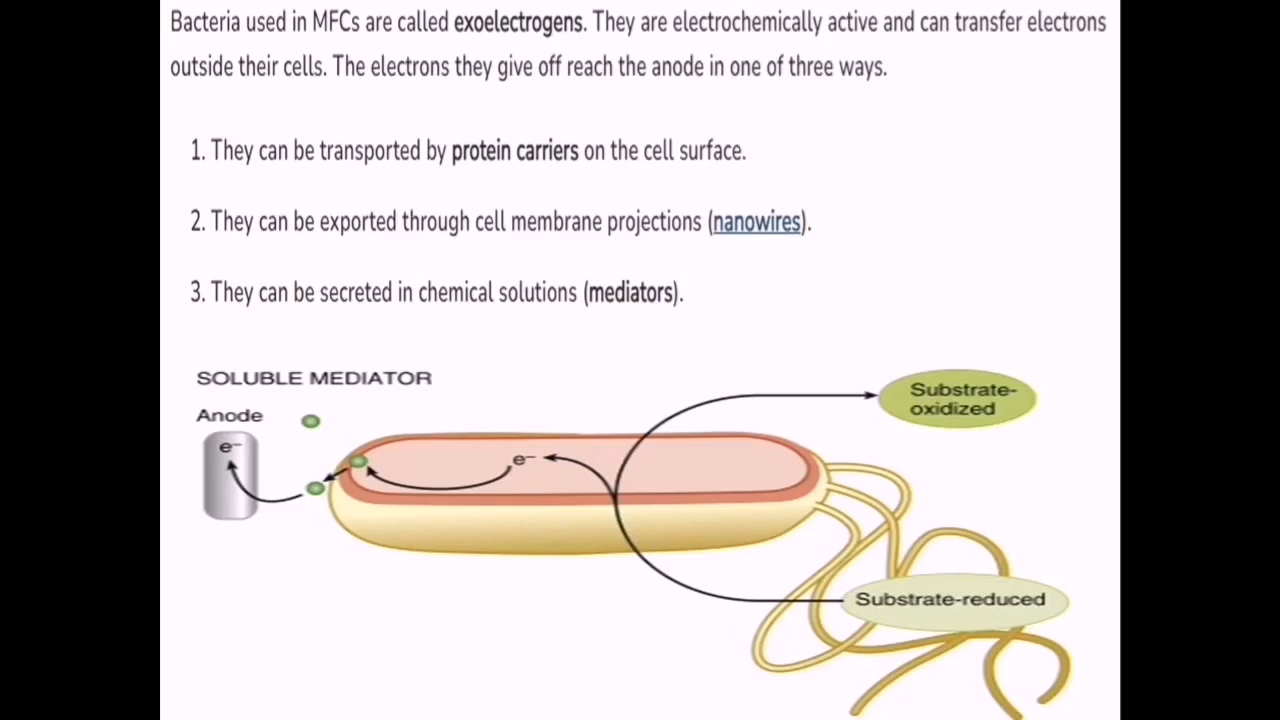 Bacteria used in MFCs are called exoelectrogens. They are electrochemically active and can transfer electrons
outside their cells. The electrons they give off reach the anode in one of three ways.
1. They can be transported by protein carriers on the cell surface.
2. They can be exported through cell membrane projections (nanowires).
3. They can be secreted in chemical solutions (mediators).
SOLUBLE MEDIATOR
Anode
e−
e−
Substrate-
oxidized
Substrate-reduced